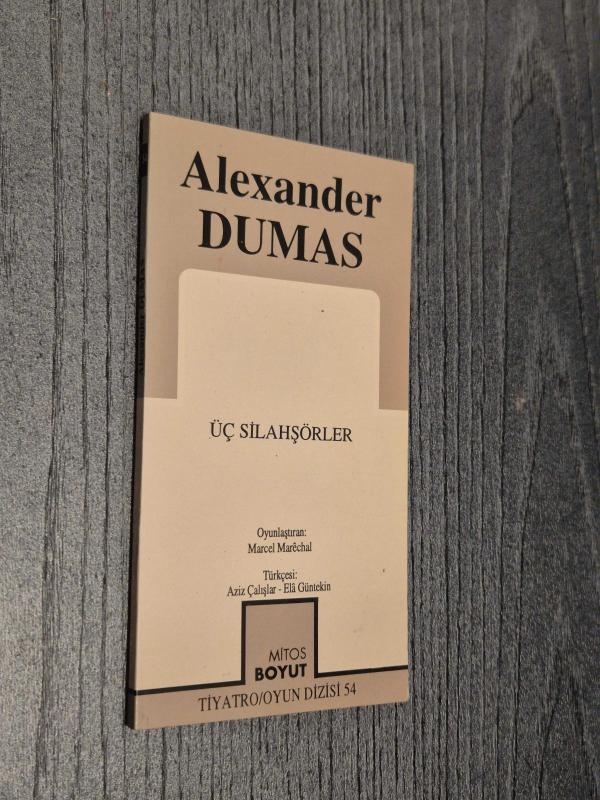 Alexander
DUMAS
ÜÇ SİLAHŞÖRLER
Oyunlaştıran:
Marcel Marêchal
Türkçesi:
Aziz Çalışlar - Elâ Güntekin
MİTOS
BOYUT
TİYATRO/OYUN DİZİSİ 54